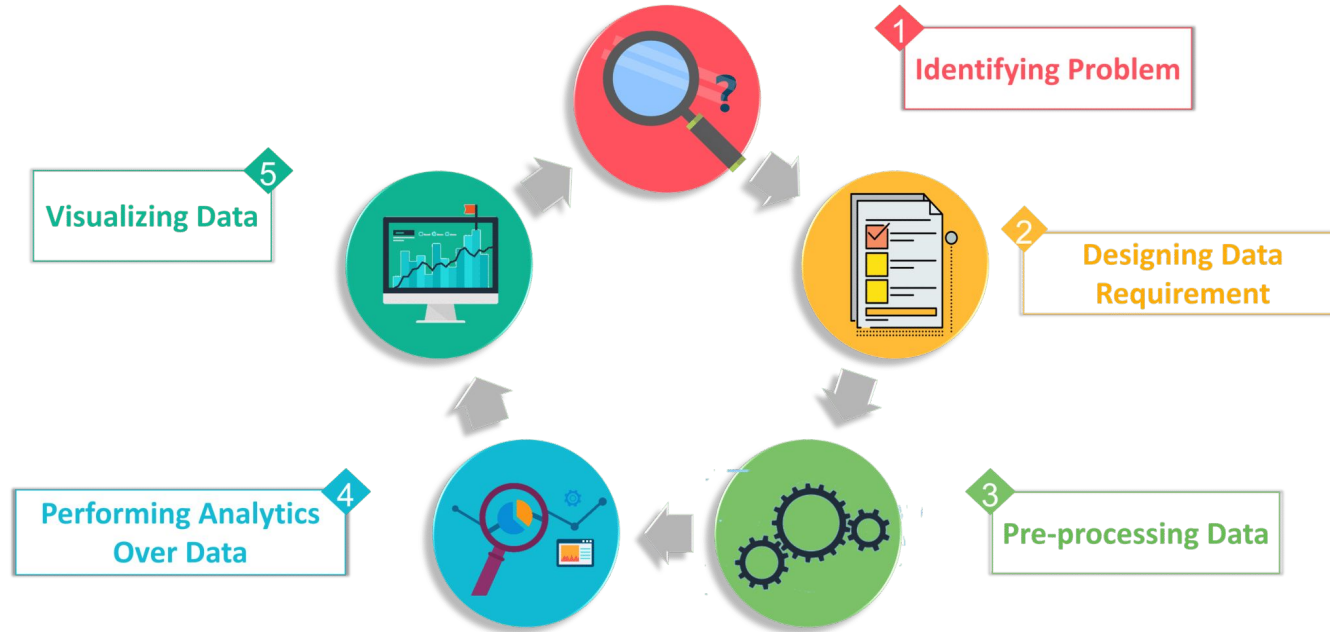 1
Identifying Problem
2
Designing Data
Requirement
3
Pre-processing Data
4
Performing Analytics
Over Data
5
Visualizing Data
?